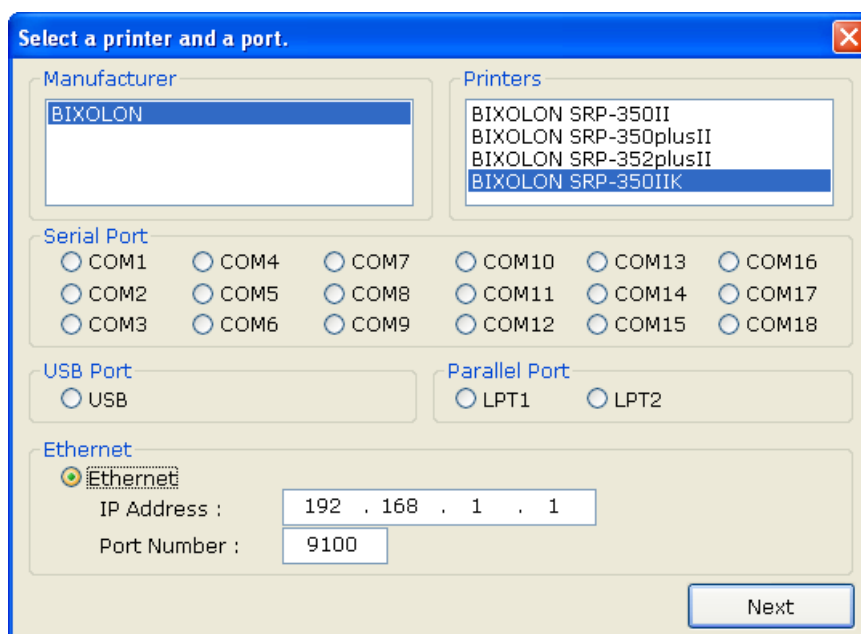 Select a printer and a port.
Manufacturer
BIXOLON
Printers
BIXOLON SRP-350II
BIXOLON SRP-350plusII
BIXOLON SRP-352plusII
BIXOLON SRP-350IIK
Serial Port
COM1 COM4 COM7 COM10 COM13 COM16
COM2 COM5 COM8 COM11 COM14 COM17
COM3 COM6 COM9 COM12 COM15 COM18
USB Port
USB
Parallel Port
LPT1 LPT2
Ethernet
Ethernet
IP Address : 192 . 168 . 1 . 1
Port Number : 9100
Next